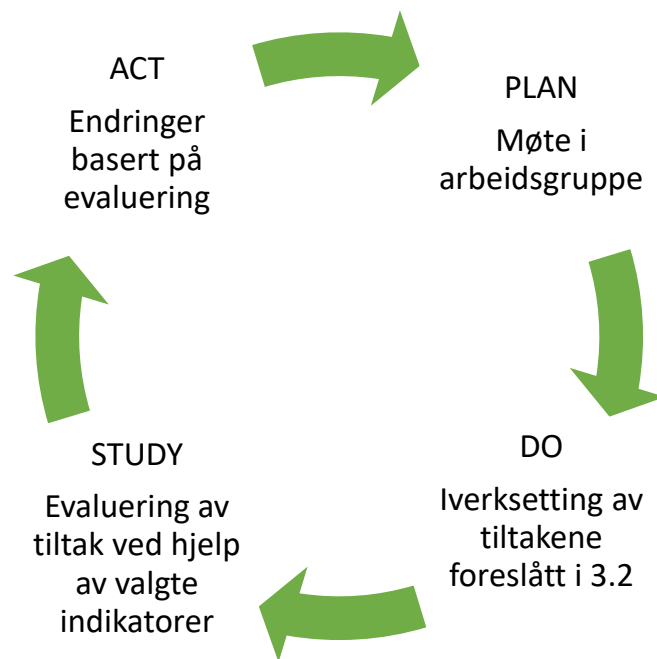 ACT
Endringer
basert på
evaluering
PLAN
Møte i
arbeidsgruppe
DO
Iverksetting av
tiltakene
foreslått i 3.2
STUDY
Evaluering av
tiltak ved hjelp
av valgte
indikatorer